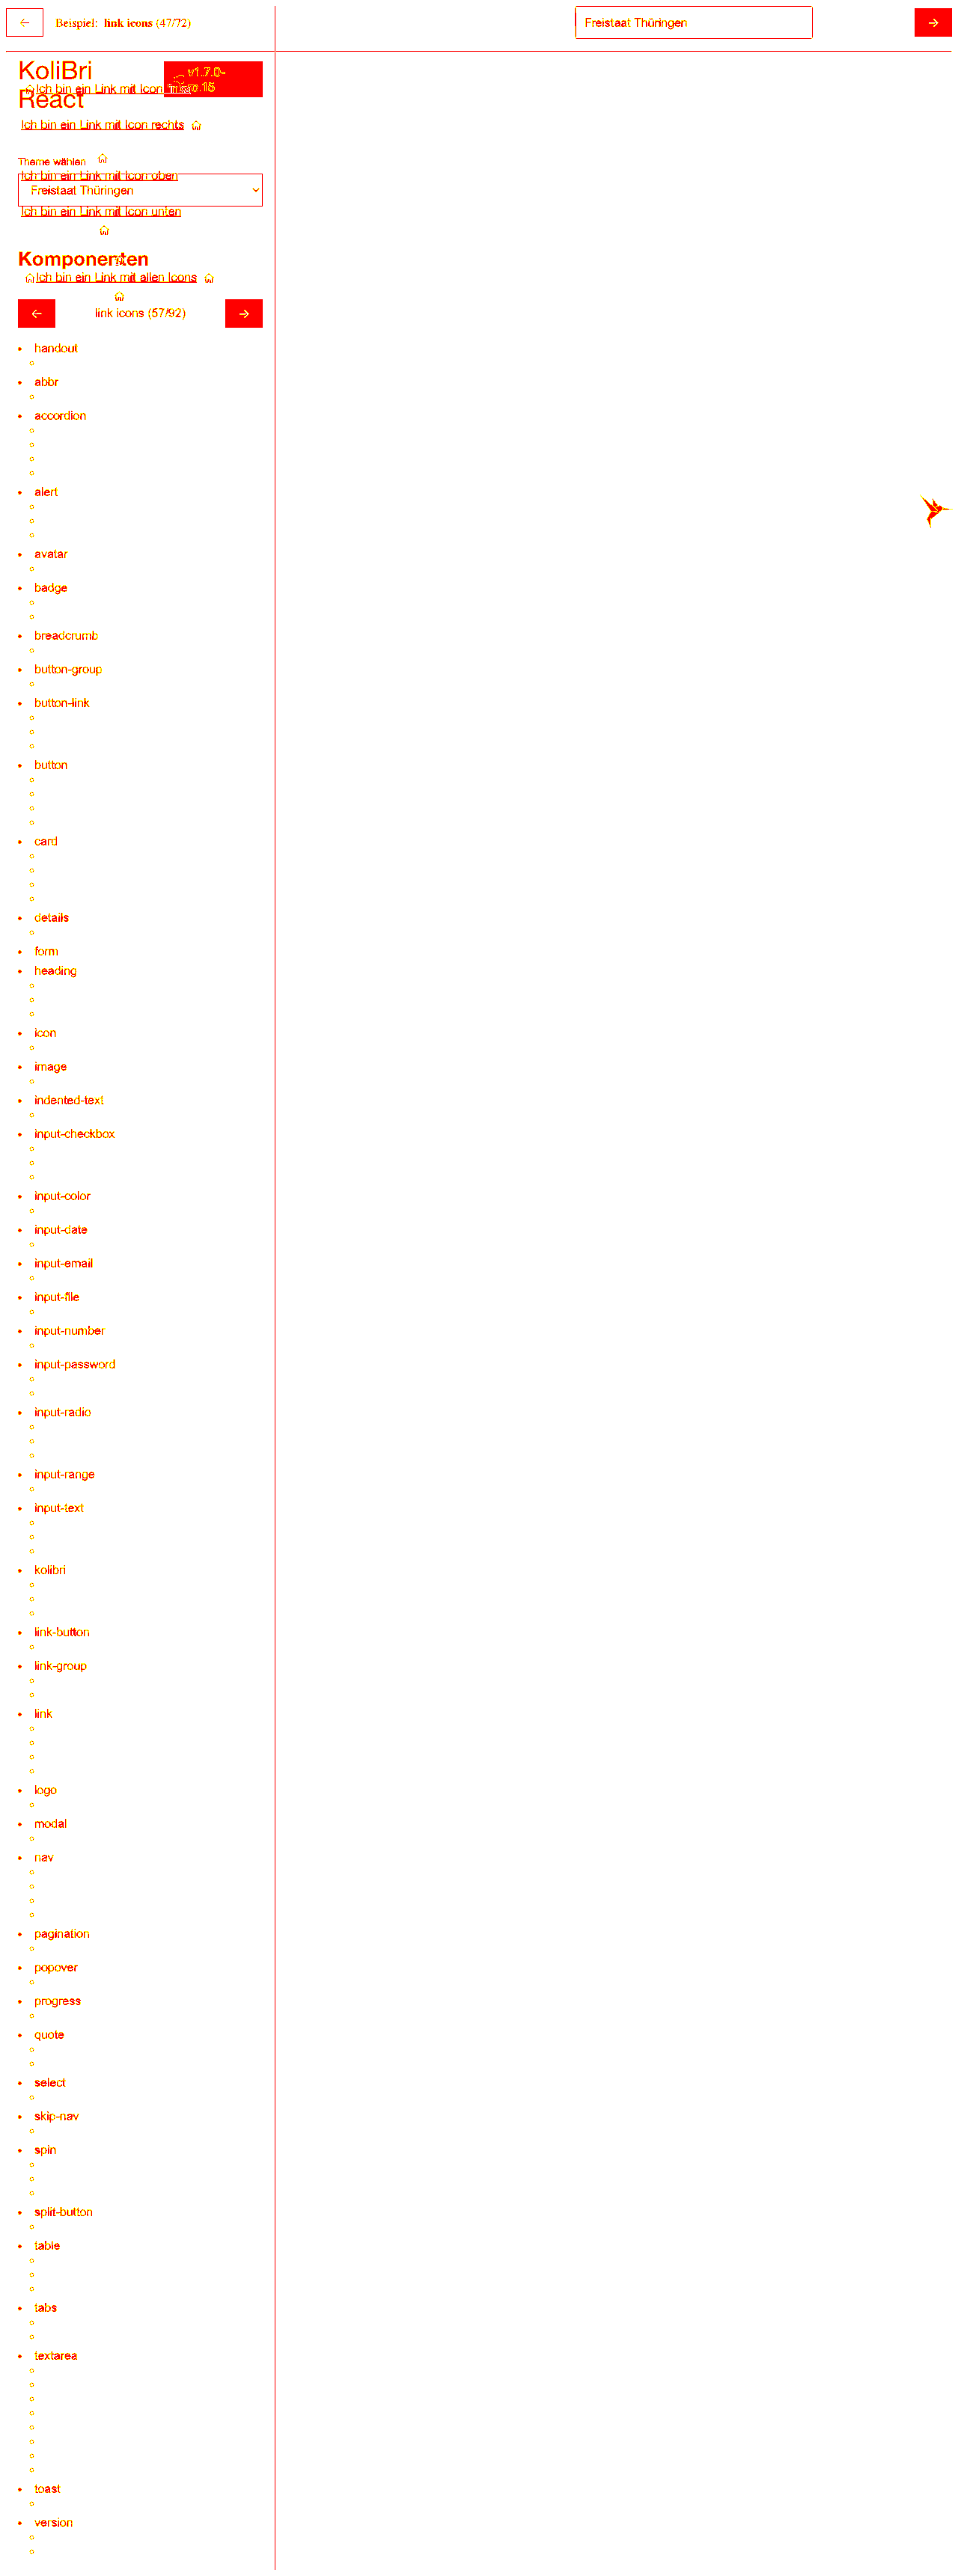 Beispiel: link icons (47/72)
Freistaat Thüringen
KoliBri
v1.7.0-
Ich bin ein Link mit Icon
React
Ich bin ein Link mit Icon rechts
Theme wählen
Ich bin ein Link mit Icon oben
Freistaat Thüringen
Ich bin ein Link mit Icon unten
Komponenten
Ich bin ein Link mit allen Icons
link icons (57/92)
handout
abbr
accordion
alert
avatar
badge
breadcrumb
button-group
button-link
button
card
details
form
heading
icon
image
indented-text
input-checkbox
input-color
input-date
input-email
input-file
input-number
input-password
input-radio
input-range
input-text
kolibri
link-button
link-group
link
logo
modal
nav
pagination
popover
progress
quote
select
skip-nav
spin
split-button
table
tabs
textarea
toast
version